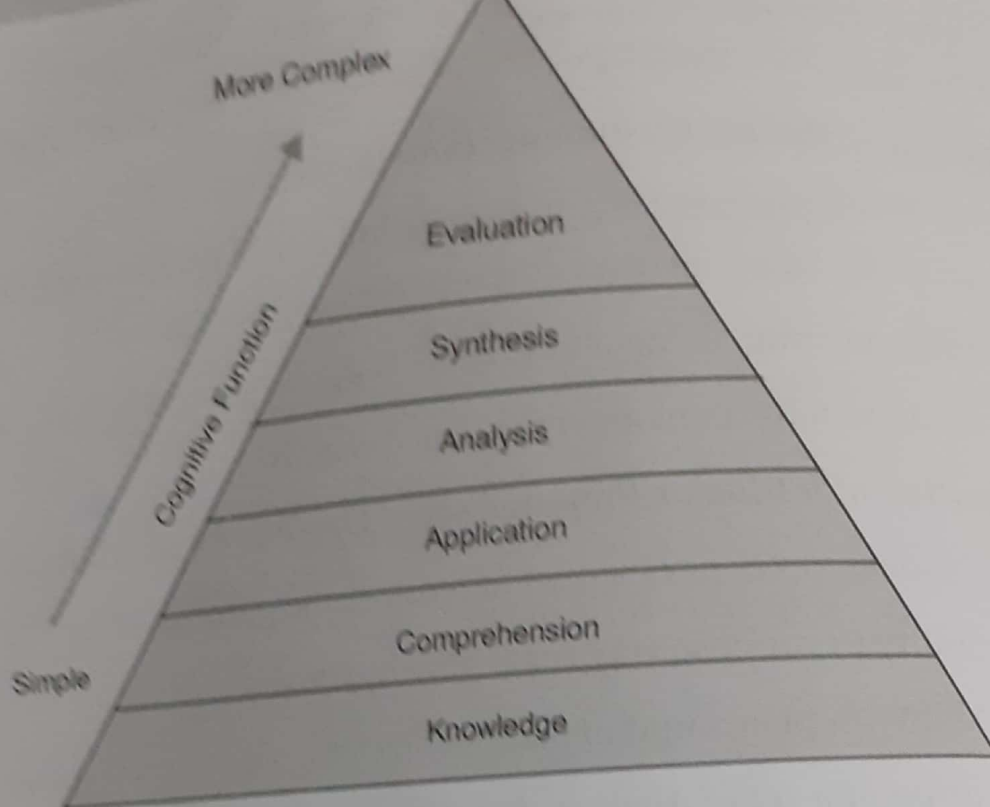 More Complex
Evaluation
Synthesis
Cognitive Function
Analysis
Application
Comprehension
Simple
Knowledge